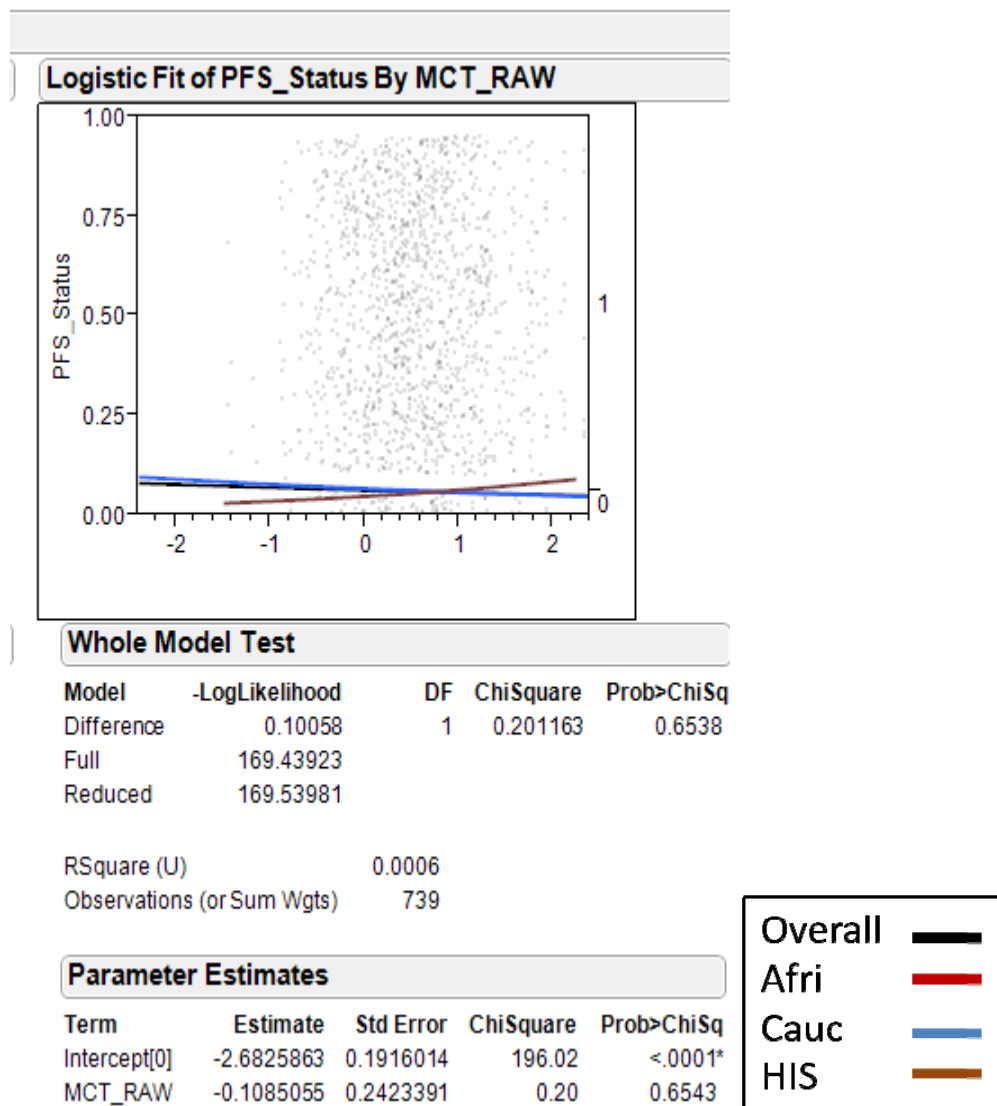 Logistic Fit of PFS_Status By MCT_RAW
1.00
0.75
0.50
0.25
0.00
PFS_Status
1
0
-2 -1 0 1 2
Whole Model Test
Model -LogLikelihood DF ChiSquare Prob>ChiSq
Difference 0.10058 1 0.201163 0.6538
Full 169.43923
Reduced 169.53981
RSquare (U) 0.0006
Observations (or Sum Wgts) 739
Parameter Estimates
Term Estimate Std Error ChiSquare Prob>ChiSq
Intercept[0] -2.6825863 0.1916014 196.02 <.0001*
MCT_RAW -0.1085055 0.2423391 0.20 0.6543
Overall
Afri
Cauc
HIS